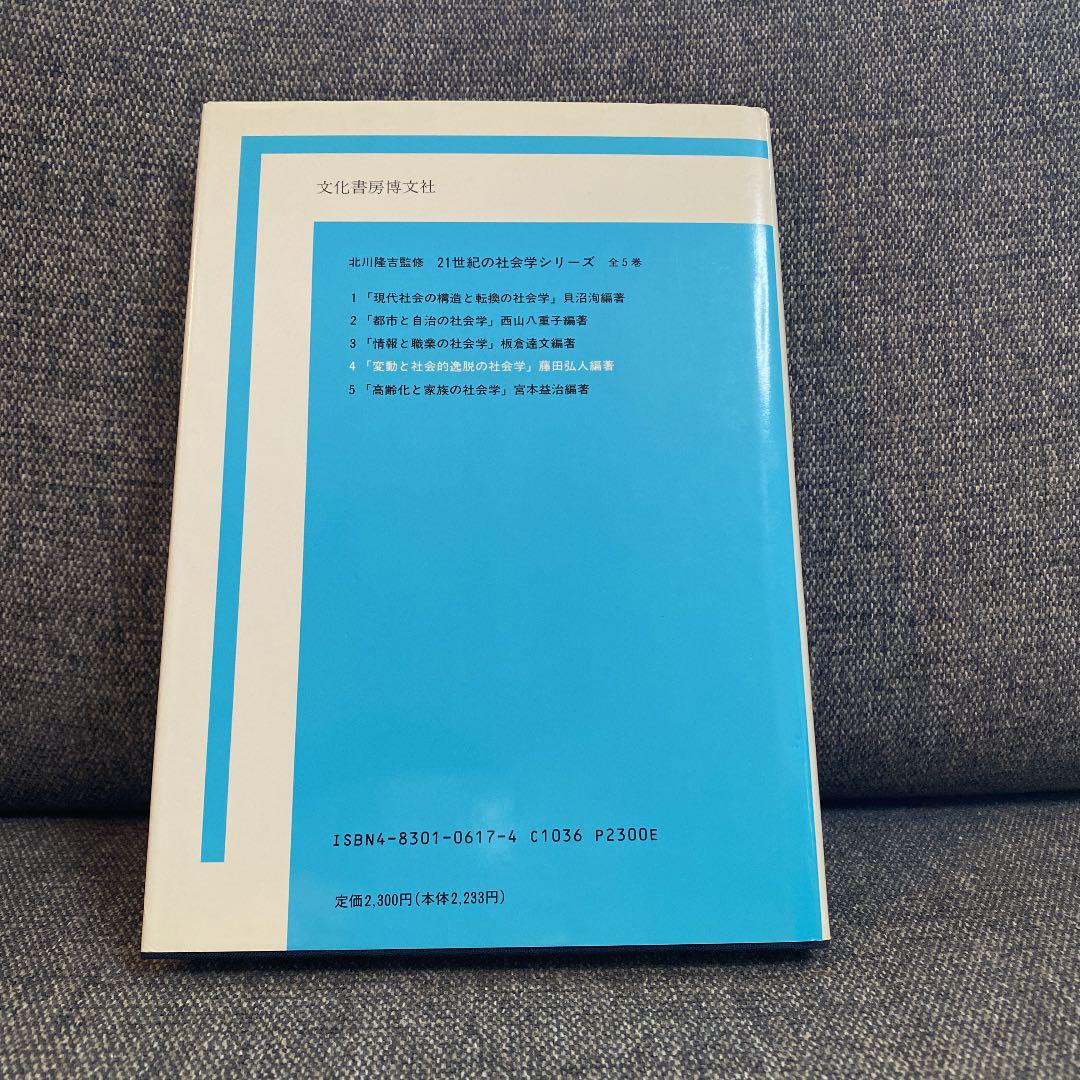 文化書房博文社
北川隆吉監修 21世紀の社会学シリーズ 全5巻
1「現代社会の構造と転換の社会学」貝沼洵編著
2「都市と自治の社会学」西山八重子編著
3「情報と職業の社会学」板倉達文編著
4「変動と社会的逸脱の社会学」藤田弘人編著
5「高齢化と家族の社会学」宮本益治編著
ISBN4-8301-0617-4 C1036 P2300E
定価2,300円(本体2,233円)